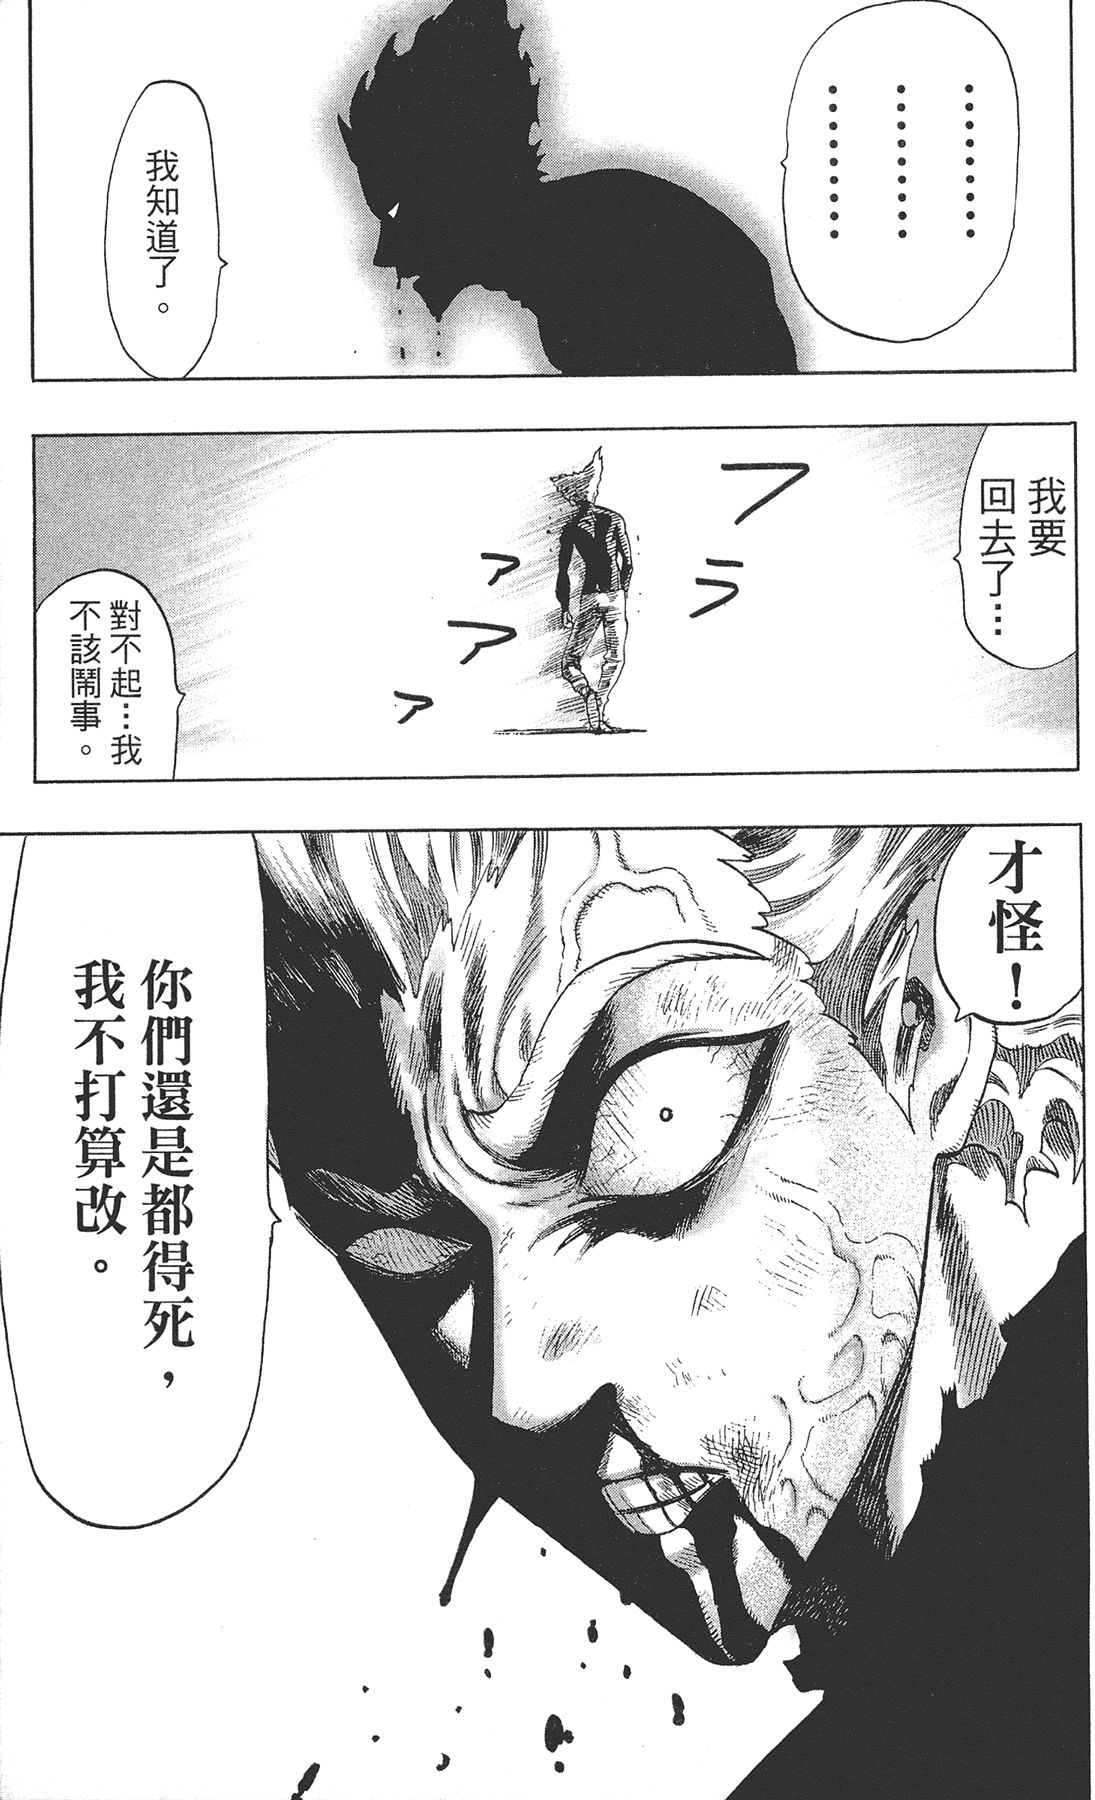 ………
………
………
我知道了。
我要
回去了…
フラ
ァァァ
對不起…我
不該鬧事。
才怪！
你們還是都得死，
我不打算改。